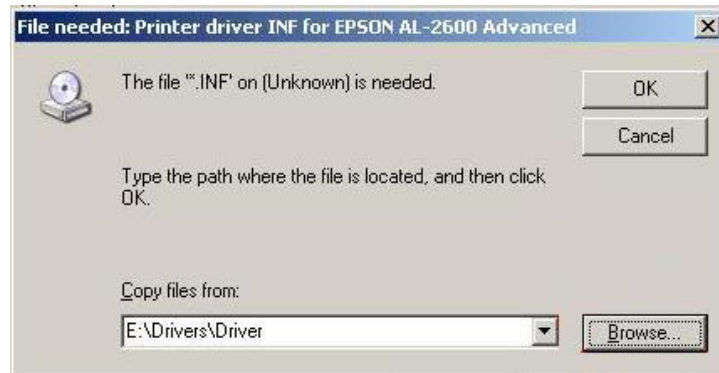 File needed: Printer driver INF for EPSON AL-2600 Advanced
The file '*.INF' on (Unknown) is needed.
OK
Cancel
Type the path where the file is located, and then click
OK.
Copy files from:
E:\Drivers\Driver
Browse...